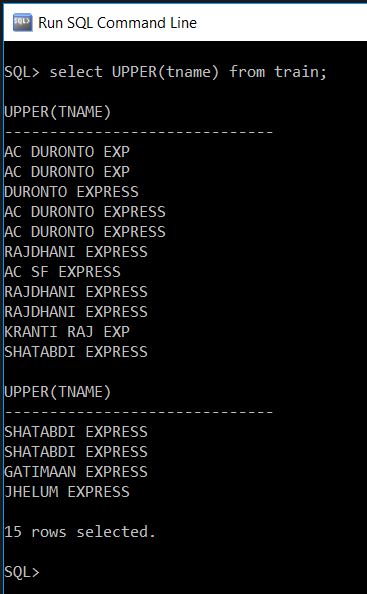 Run SQL Command Line
SQL> select UPPER(tname) from train;
UPPER(TNAME)
------------------------------
AC DURONTO EXP
AC DURONTO EXP
DURONTO EXPRESS
AC DURONTO EXPRESS
AC DURONTO EXPRESS
RAJDHANI EXPRESS
AC SF EXPRESS
RAJDHANI EXPRESS
RAJDHANI EXPRESS
KRANTI RAJ EXP
SHATABDI EXPRESS
UPPER(TNAME)
------------------------------
SHATABDI EXPRESS
SHATABDI EXPRESS
GATIMAAN EXPRESS
JHELUM EXPRESS
15 rows selected.
SQL>